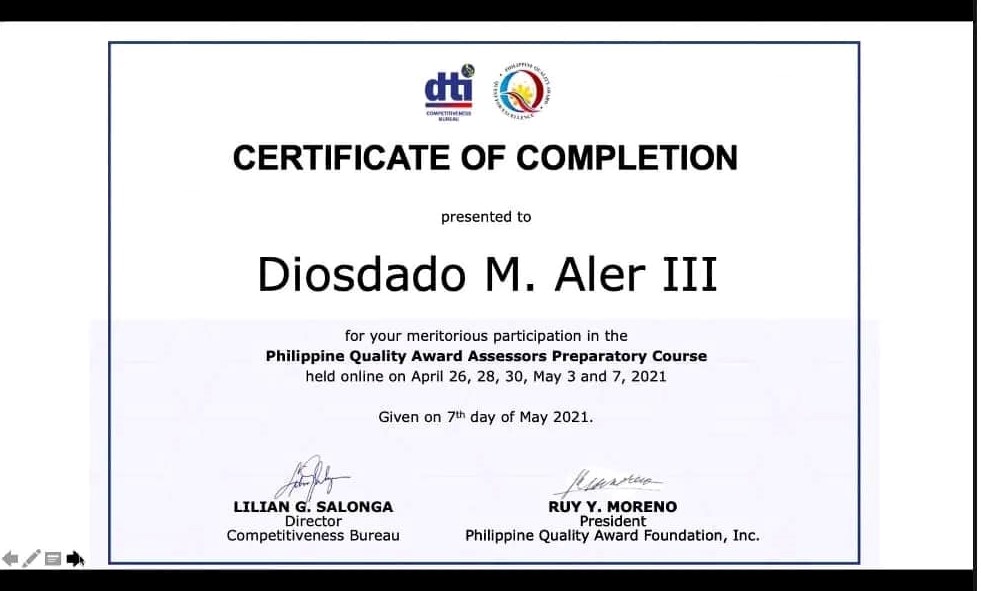 dti
COMPETITIVENESS
BUREAU
PHILIPPINE QUALITY AWARD
QUEST FOR EXCELLENCE
CERTIFICATE OF COMPLETION
presented to
Diosdado M. Aler III
for your meritorious participation in the
Philippine Quality Award Assessors Preparatory Course
held online on April 26, 28, 30, May 3 and 7, 2021
Given on 7th day of May 2021.
LILIAN G. SALONGA
Director
Competitiveness Bureau
RUY Y. MORENO
President
Philippine Quality Award Foundation, Inc.